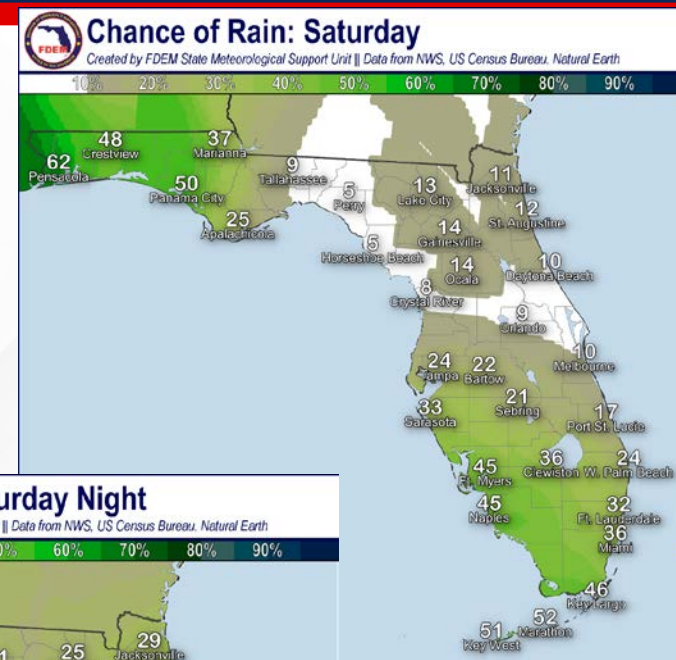 FDEM
Chance of Rain: Saturday
Created by FDEM State Meteorological Support Unit || Data from NWS, US Census Bureau. Natural Earth
10% 20% 30% 40% 50% 60% 70% 80% 90%
48 Crestview
37 Marianna
62 Pensacola
50 Panama City
25 Apalachicola
9 Tallahassee
5 Perry
13 Lake City
11 Jacksonville
12 St. Augustine
14 Gainesville
5 Horseshoe Beach
14 Ocala
10 Daytona Beach
8 Crystal River
9 Orlando
10 Melbourne
24 Tampa
22 Bartow
21 Sebring
33 Sarasota
17 Port St. Lucie
45 Ft. Myers
36 Clewiston
24 W. Palm Beach
45 Naples
32 Ft. Lauderdale
36 Miami
46 Key Largo
52 Marathon
51 Key West
urday Night
|| Data from NWS, US Census Bureau. Natural Earth
0% 60% 70% 80% 90%
25
29 Jacksonville